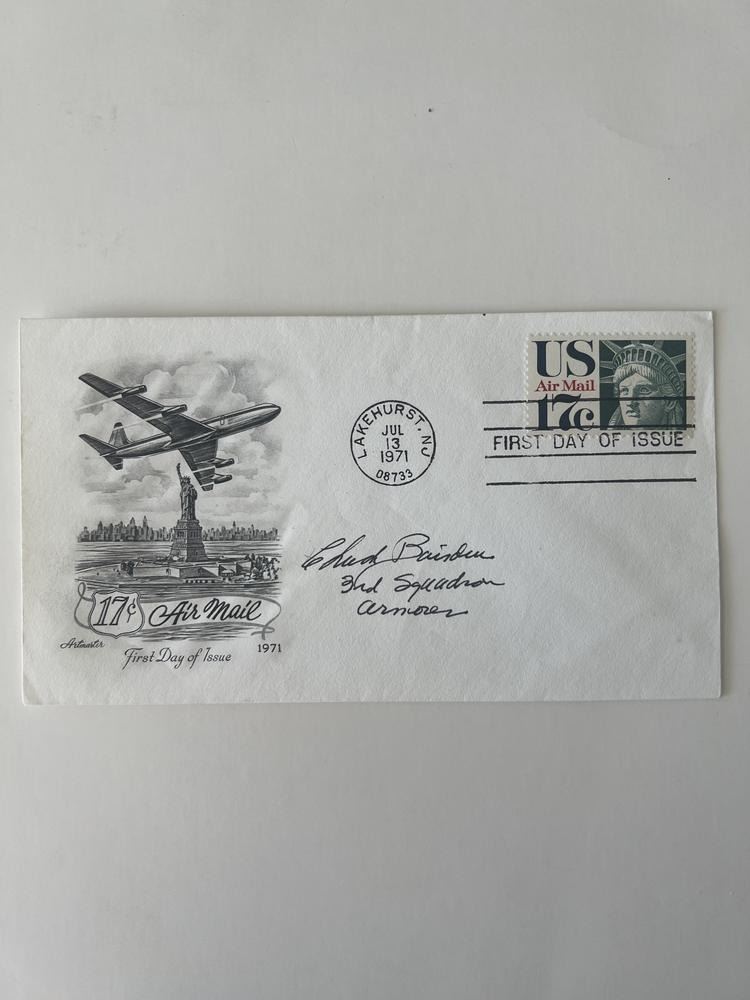 US
Air Mail
17c
FIRST DAY OF ISSUE
LAKEHURST, NJ
JUL
13
1971
08733
Chuck Baisden
3rd Squadron
armorer
17¢ Air Mail
Artmaster
First Day of Issue
1971